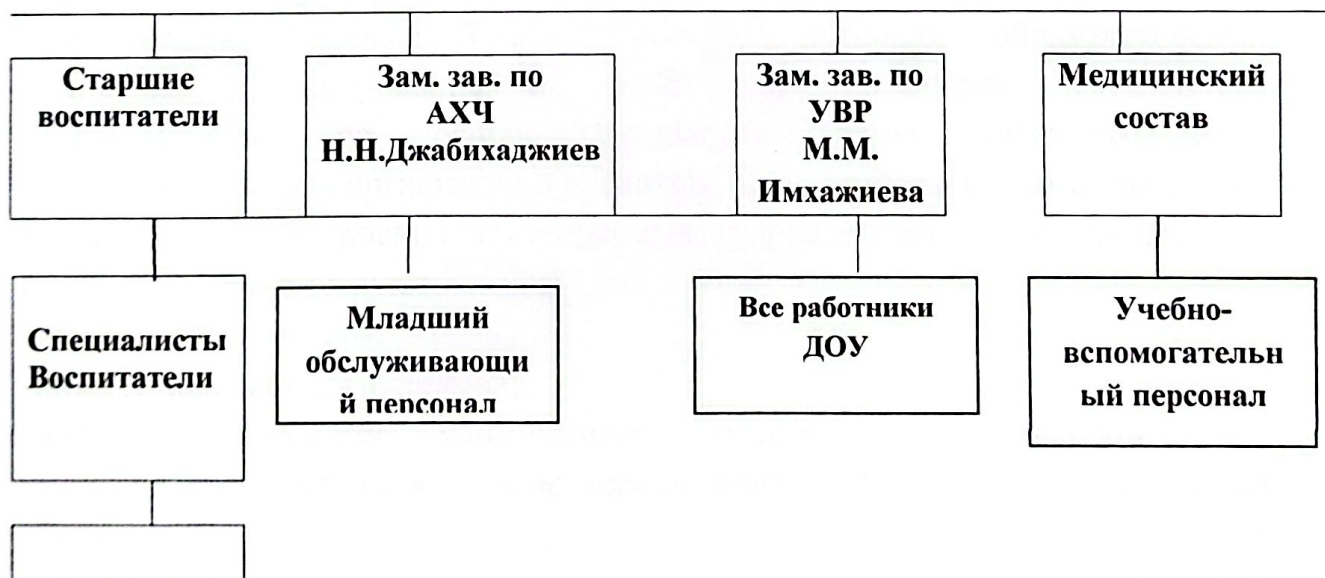 Старшие
воспитатели
Зам. зав. по
АХЧ
Н.Н.Джабихаджиев
Зам. зав. по
УВР
М.М.
Имхажиева
Медицинский
состав
Специалисты
Воспитатели
Младший
обслуживающи
й персонал
Все работники
ДОУ
Учебно-
вспомогательн
ый персонал